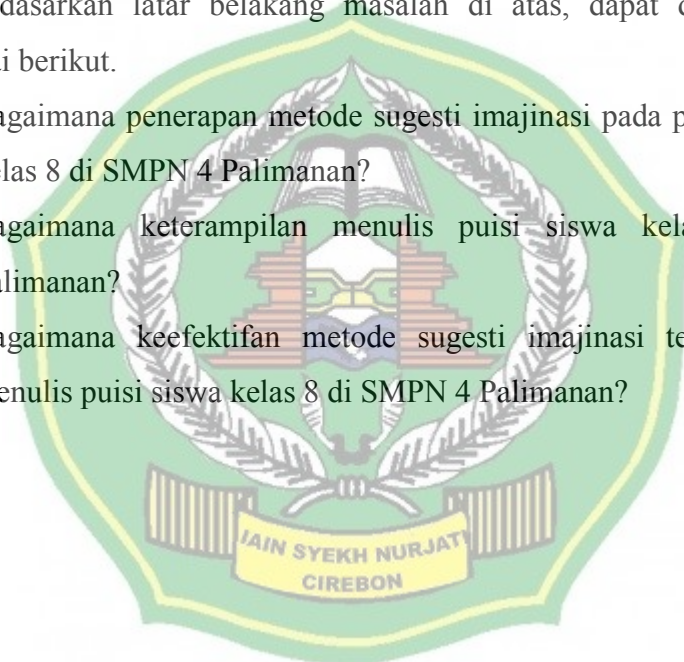 dasarkan latar belakang masalah di atas, dapat
i berikut.
agaimana penerapan metode sugesti imajinasi pada
elas 8 di SMPN 4 Palimanan?
agaimana keterampilan menulis puisi siswa
alimanan?
agaimana keefektifan metode sugesti imajinasi
enulis puisi siswa kelas 8 di SMPN 4 Palimanan?
IAIN SYEKH NURJATI
CIREBON